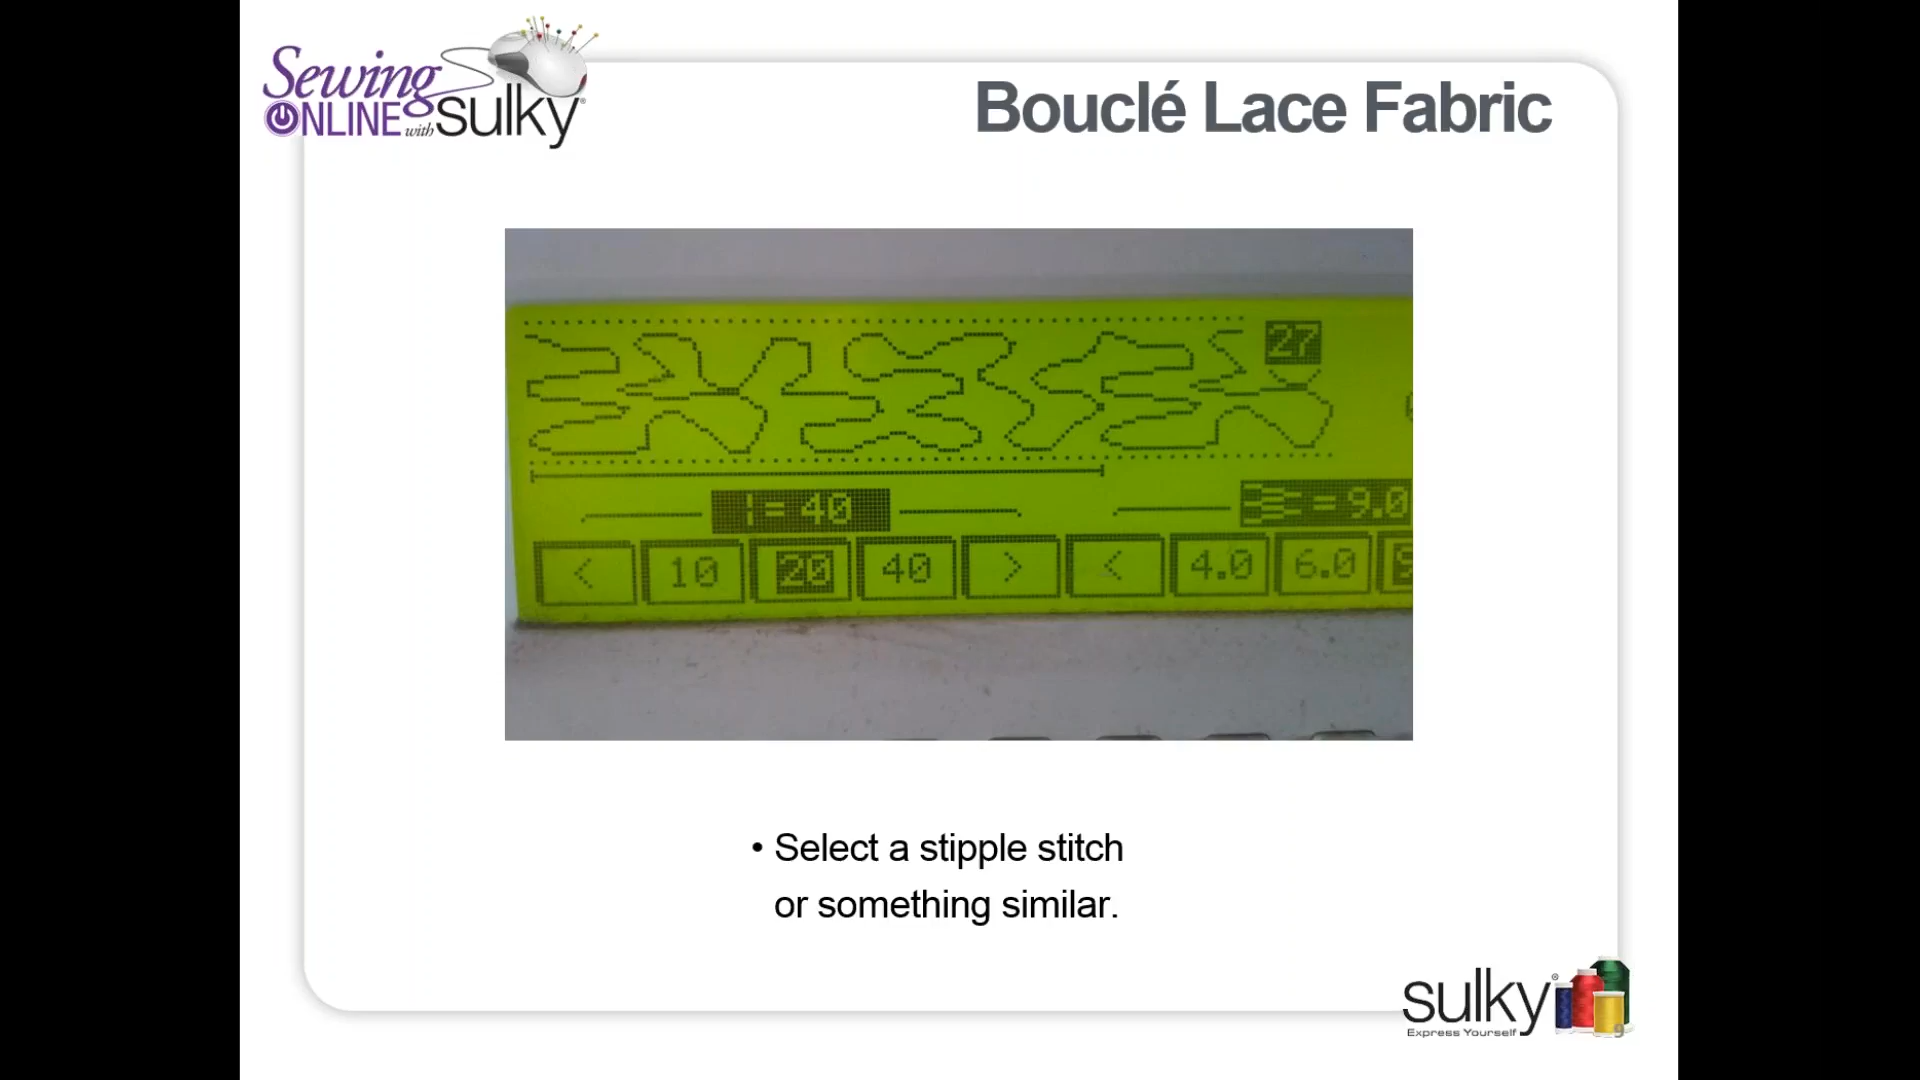 Sewing
ONLINE with sulky®
Bouclé Lace Fabric
27
= 40
= 9.0
< 10 20 40 > < 4.0 6.0
• Select a stipple stitch
or something similar.
sulky®
Express Yourself
9